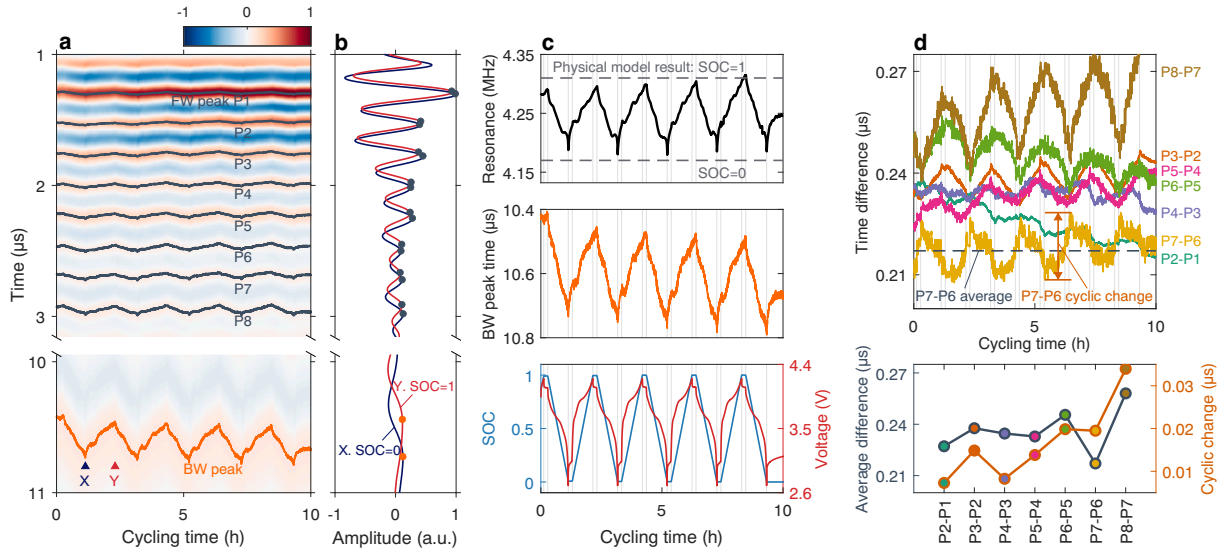 -1 0 1
a
b
c
d
1
2
3
10
11
Time (µs)
FW peak P1
P2
P3
P4
P5
P6
P7
P8
BW peak
X
Y
0 5 10
Cycling time (h)
Y. SOC=1
X. SOC=0
-1 0 1
Amplitude (a.u.)
4.35
4.25
4.15
Resonance (MHz)
Physical model result: SOC=1
SOC=0
10.4
10.6
10.8
BW peak time (µs)
1
0.5
0
SOC
4.4
3.5
2.6
Voltage (V)
0 5 10
Cycling time (h)
0.27
0.24
0.21
Time difference (µs)
P8-P7
P3-P2
P5-P4
P6-P5
P4-P3
P7-P6
P2-P1
P7-P6 average
P7-P6 cyclic change
0 5 10
Cycling time (h)
0.27
0.24
0.21
Average difference (µs)
0.03
0.02
0.01
Cyclic change (µs)
P2-P1
P3-P2
P4-P3
P5-P4
P6-P5
P7-P6
P8-P7